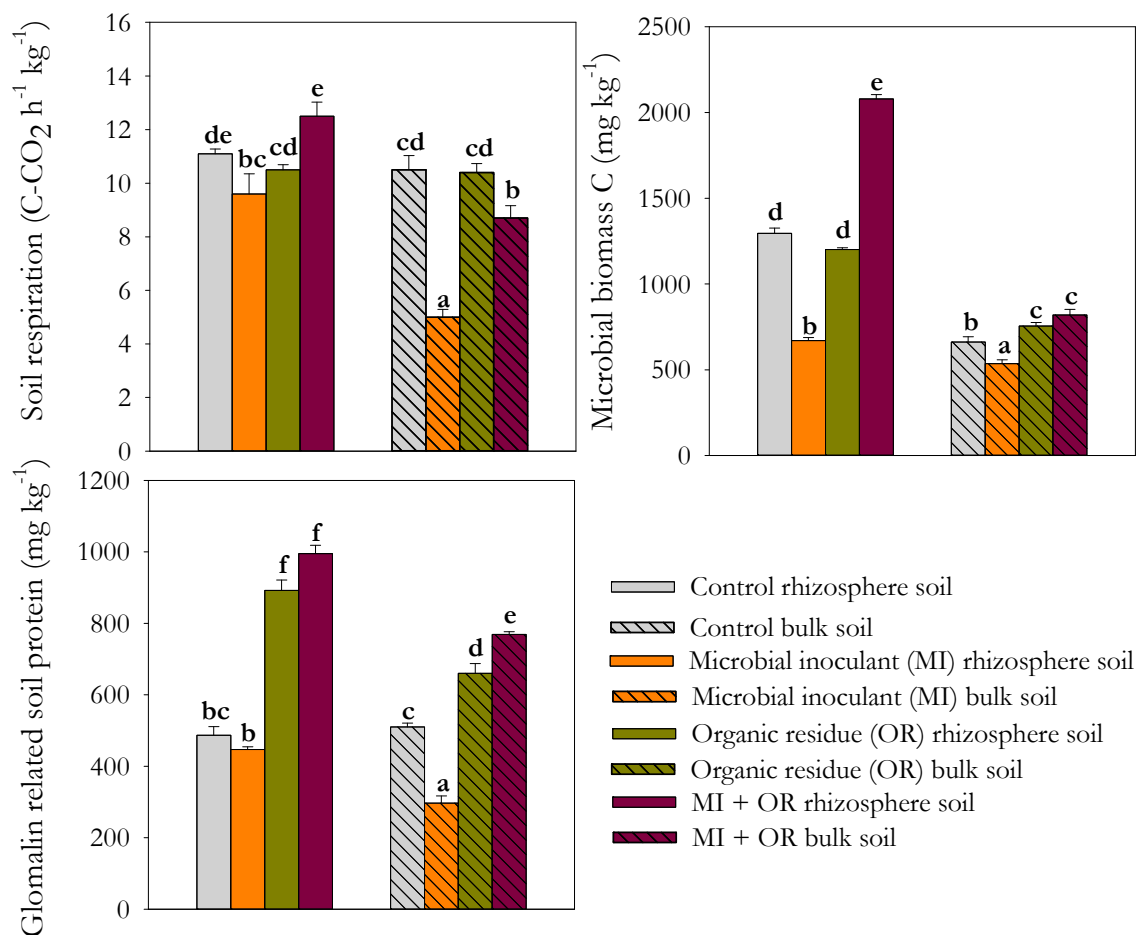 Soil respiration (C-CO₂ h⁻¹ kg⁻¹)
16
14
12
10
8
6
4
2
0
de
bc
cd
e
cd
a
cd
b
Microbial biomass C (mg kg⁻¹)
2500
2000
1500
1000
500
0
d
b
d
e
b
a
c
c
Glomalin related soil protein (mg kg⁻¹)
1200
1000
800
600
400
200
0
bc
b
f
f
c
a
d
e
Control rhizosphere soil
Control bulk soil
Microbial inoculant (MI) rhizosphere soil
Microbial inoculant (MI) bulk soil
Organic residue (OR) rhizosphere soil
Organic residue (OR) bulk soil
MI + OR rhizosphere soil
MI + OR bulk soil